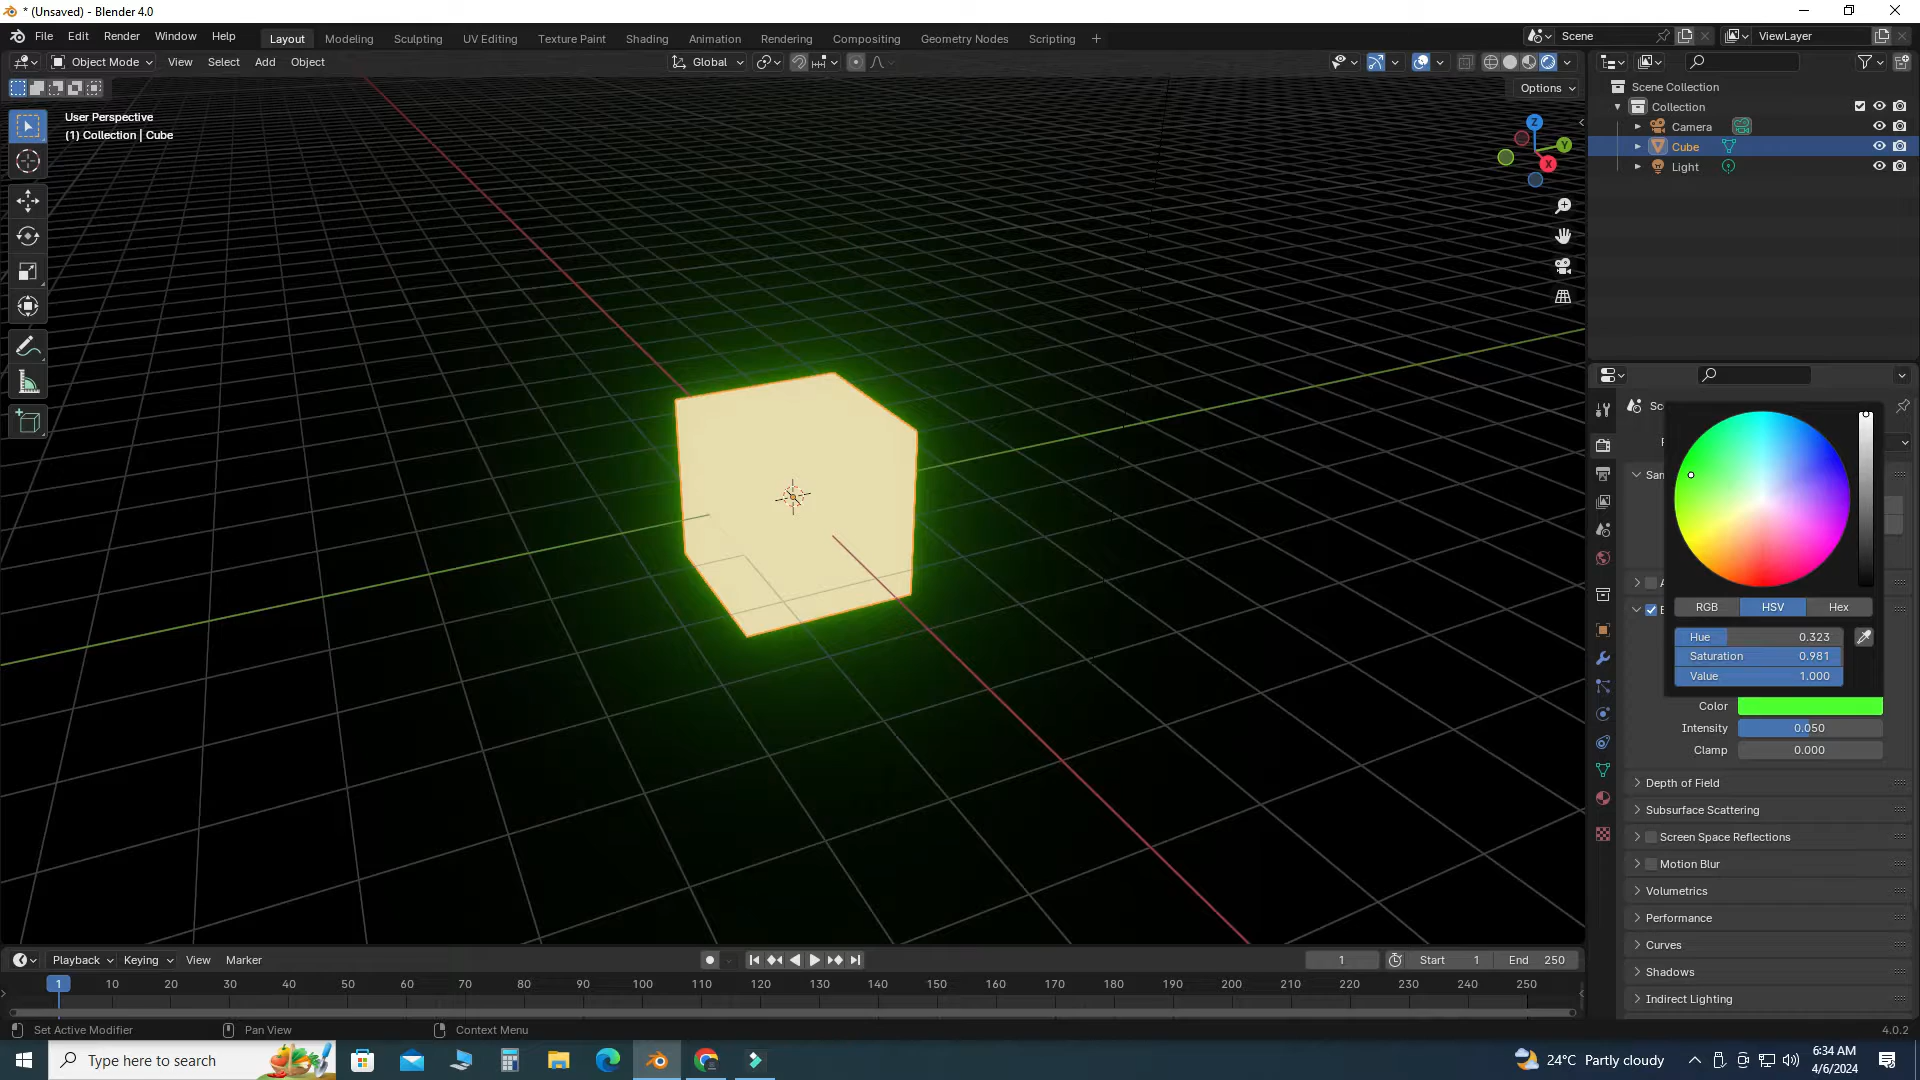 * (Unsaved) - Blender 4.0
File Edit Render Window Help
Layout Modeling Sculpting UV Editing Texture Paint Shading Animation Rendering Compositing Geometry Nodes Scripting +
Scene
ViewLayer
Object Mode View Select Add Object
Global
Options
User Perspective
(1) Collection | Cube
Z
Y
X
Scene Collection
Collection
Camera
Cube
Light
RGB HSV Hex
Hue 0.323
Saturation 0.981
Value 1.000
Color
Intensity 0.050
Clamp 0.000
Depth of Field
Subsurface Scattering
Screen Space Reflections
Motion Blur
Volumetrics
Performance
Curves
Shadows
Indirect Lighting
Playback Keying View Marker
1 Start 1 End 250
1 10 20 30 40 50 60 70 80 90 100 110 120 130 140 150 160 170 180 190 200 210 220 230 240 250
Set Active Modifier Pan View Context Menu 4.0.2
Type here to search
24°C Partly cloudy
6:34 AM
4/6/2024